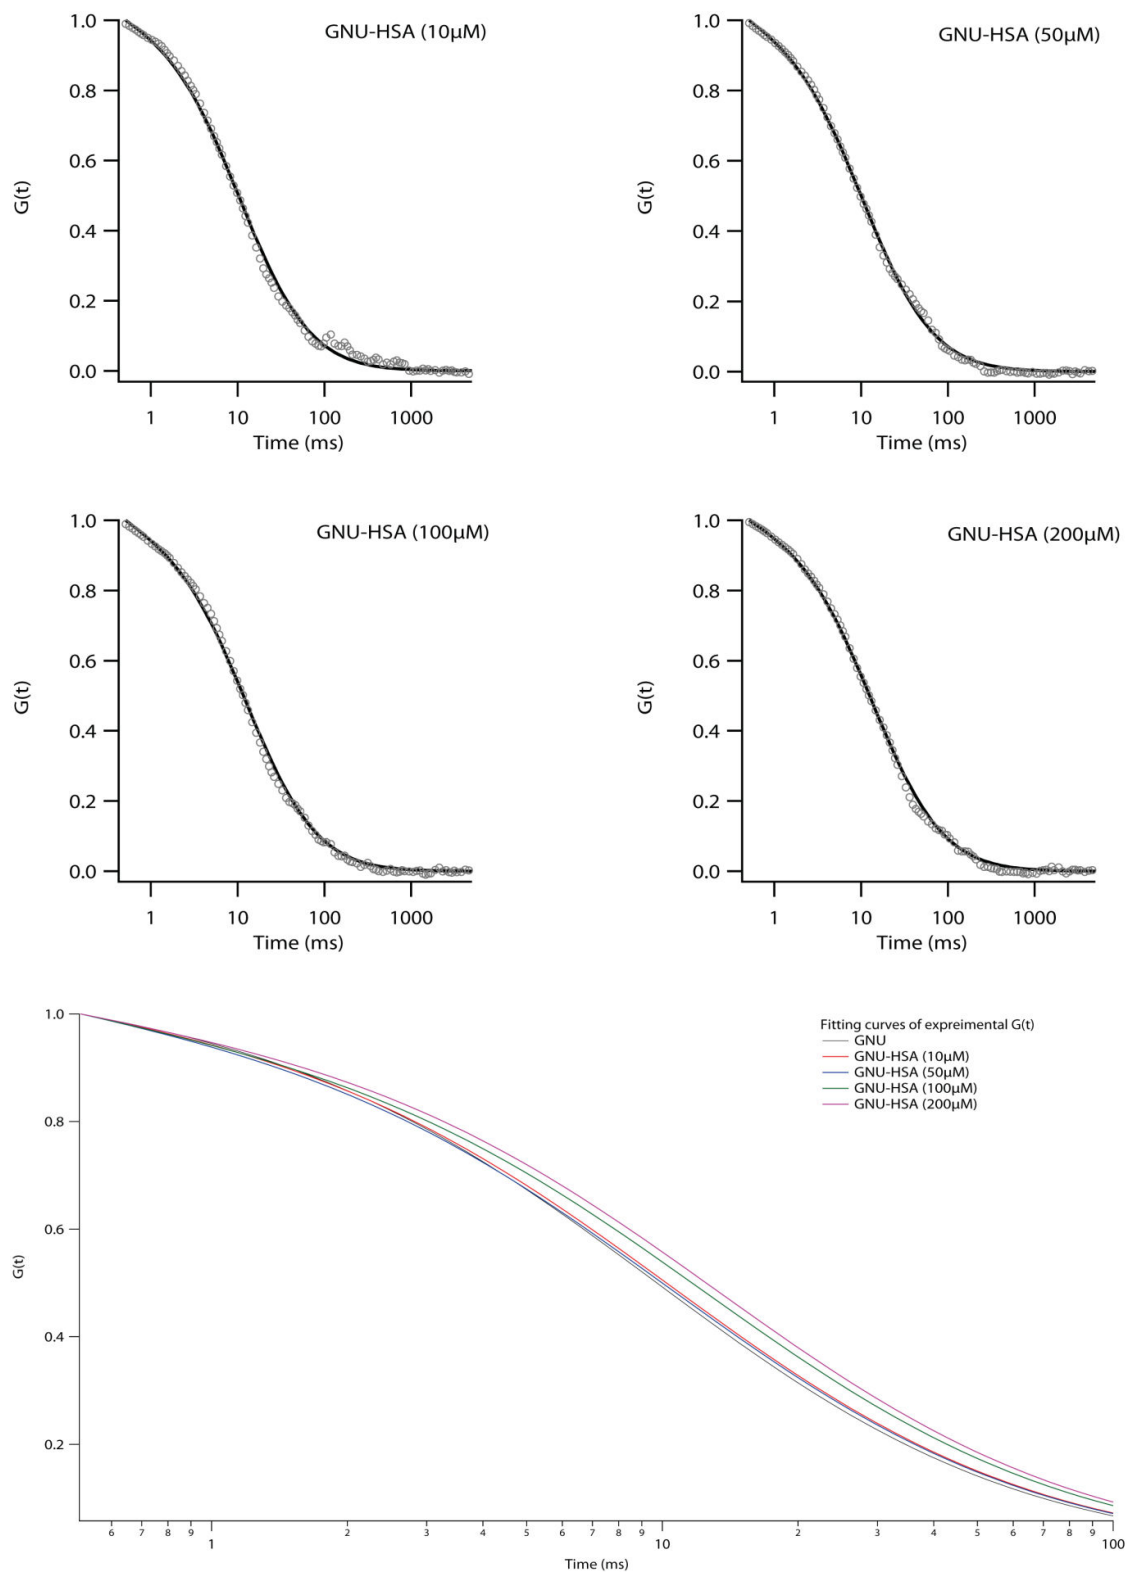 GNU-HSA (10µM)
1.0
0.8
0.6
0.4
0.2
0.0
G(t)
1 10 100 1000
Time (ms)
GNU-HSA (50µM)
1.0
0.8
0.6
0.4
0.2
0.0
G(t)
1 10 100 1000
Time (ms)
GNU-HSA (100µM)
1.0
0.8
0.6
0.4
0.2
0.0
G(t)
1 10 100 1000
Time (ms)
GNU-HSA (200µM)
1.0
0.8
0.6
0.4
0.2
0.0
G(t)
1 10 100 1000
Time (ms)
Fitting curves of expreimental G(t)
GNU
GNU-HSA (10µM)
GNU-HSA (50µM)
GNU-HSA (100µM)
GNU-HSA (200µM)
1.0
0.8
0.6
0.4
0.2
G(t)
6 7 8 9 1 2 3 4 5 6 7 8 9 10 2 3 4 5 6 7 8 9 100
Time (ms)